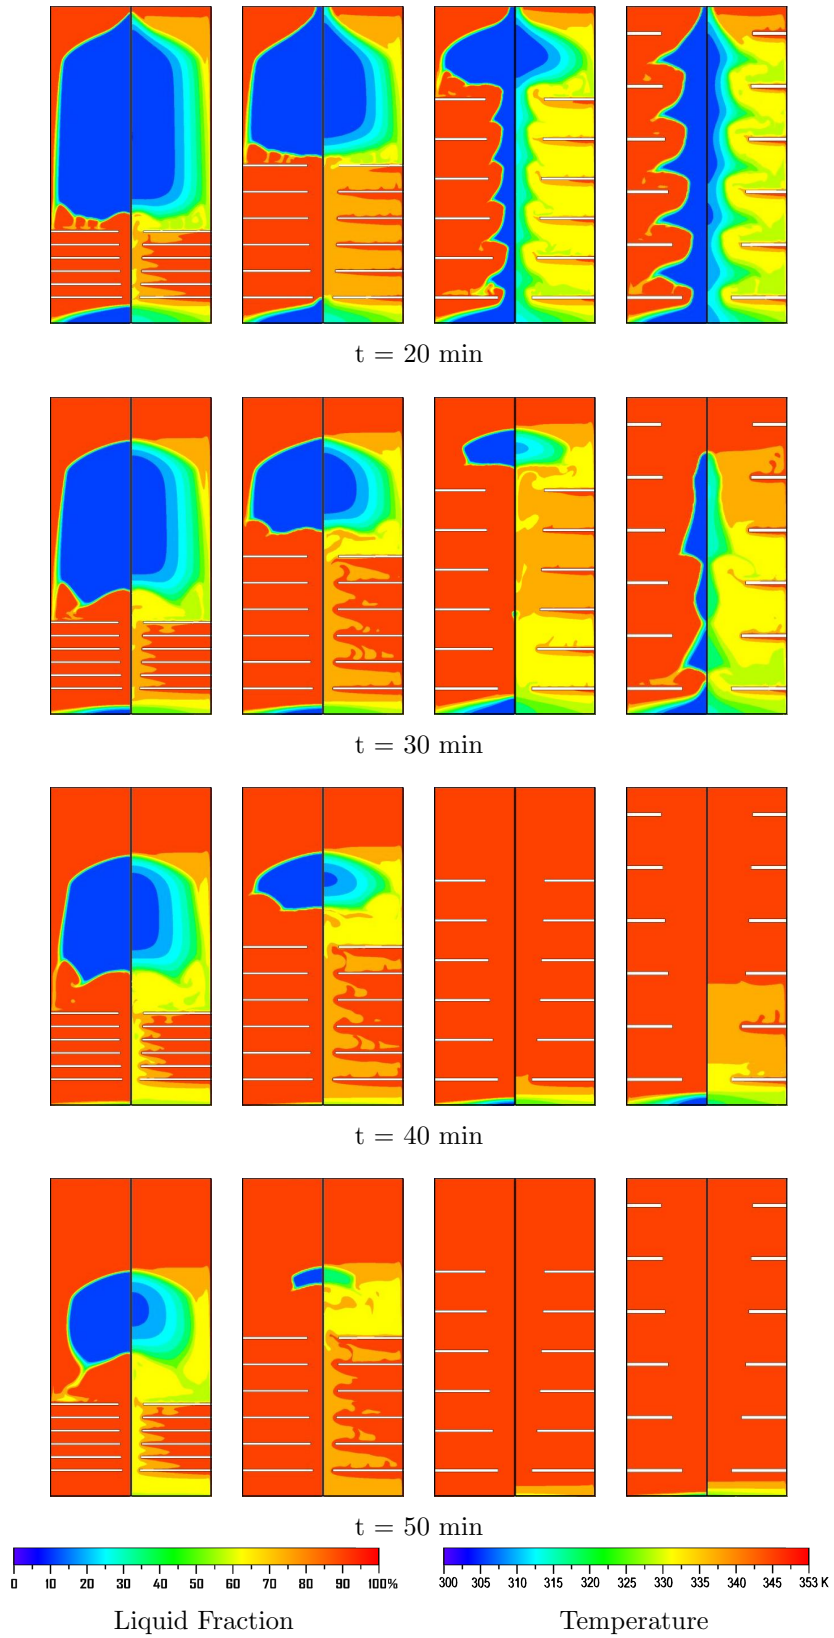 t = 20 min
t = 30 min
t = 40 min
t = 50 min
0 10 20 30 40 50 60 70 80 90 100%
300 305 310 315 320 325 330 335 340 345 353 K
Liquid Fraction Temperature